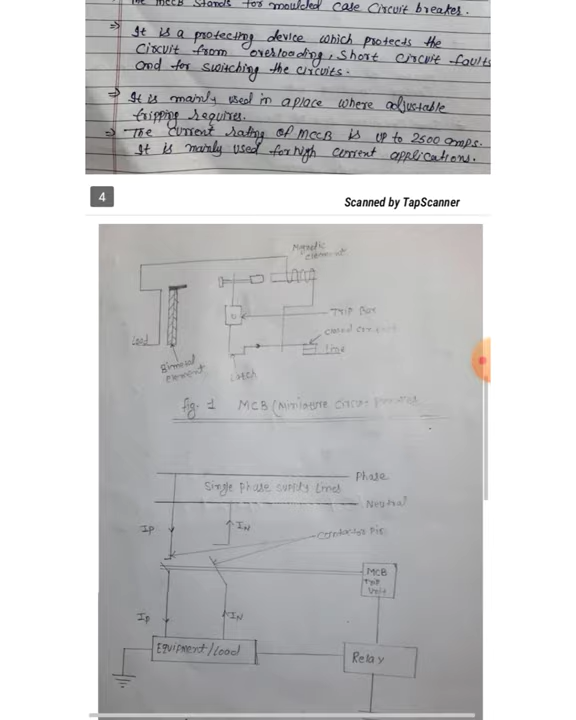 The MCCB stands for moulded case Circuit breaker.
⇒ It is a protecting device which protects the
Circuit from overloading, Short Circuit faults
and for switching the circuits.
⇒ It is mainly used in a place where adjustable
tripping requires.
⇒ The current rating of MCCB is up to 2500 amps.
It is mainly used for high current applications.
4
Scanned by TapScanner
Magnetic
element
Trip Bar
Load
Line
Bimetal
element
Latch
fig. 1 MCB (Miniature Circuit
Phase
Single Phase supply Lines
Neutral
IP
IN
MCB
trip
Unit
IP
IN
Equipment/Load
Relay